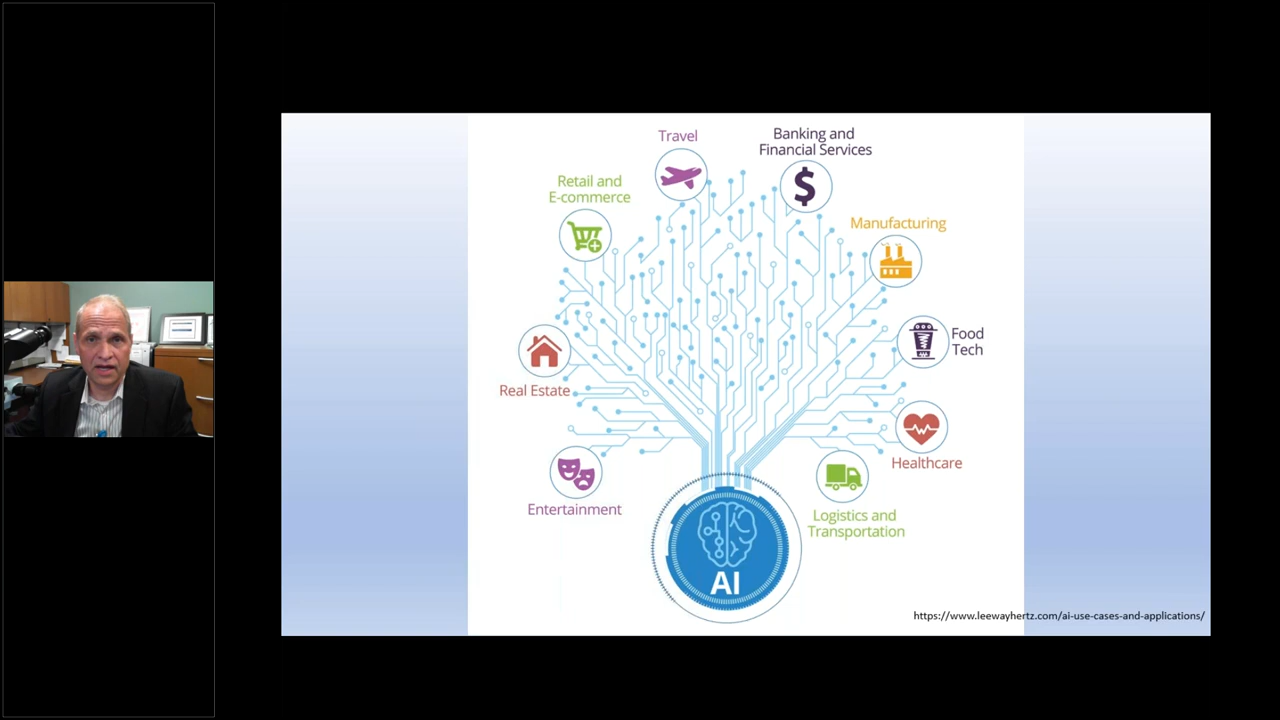 Travel
Banking and
Financial Services
Retail and
E-commerce
$
Manufacturing
Food
Tech
Real Estate
Healthcare
Entertainment
Logistics and
Transportation
AI
https://www.leewayhertz.com/ai-use-cases-and-applications/